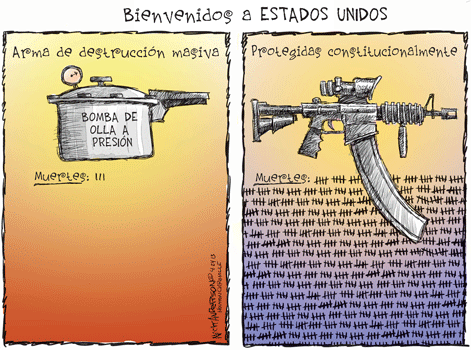 Bienvenidos a ESTADOS UNIDOS
Arma de destrucción masiva
BOMBA DE
OLLA A
PRESIÓN
Muertes: III
Protegidas constitucionalmente
Muertes: